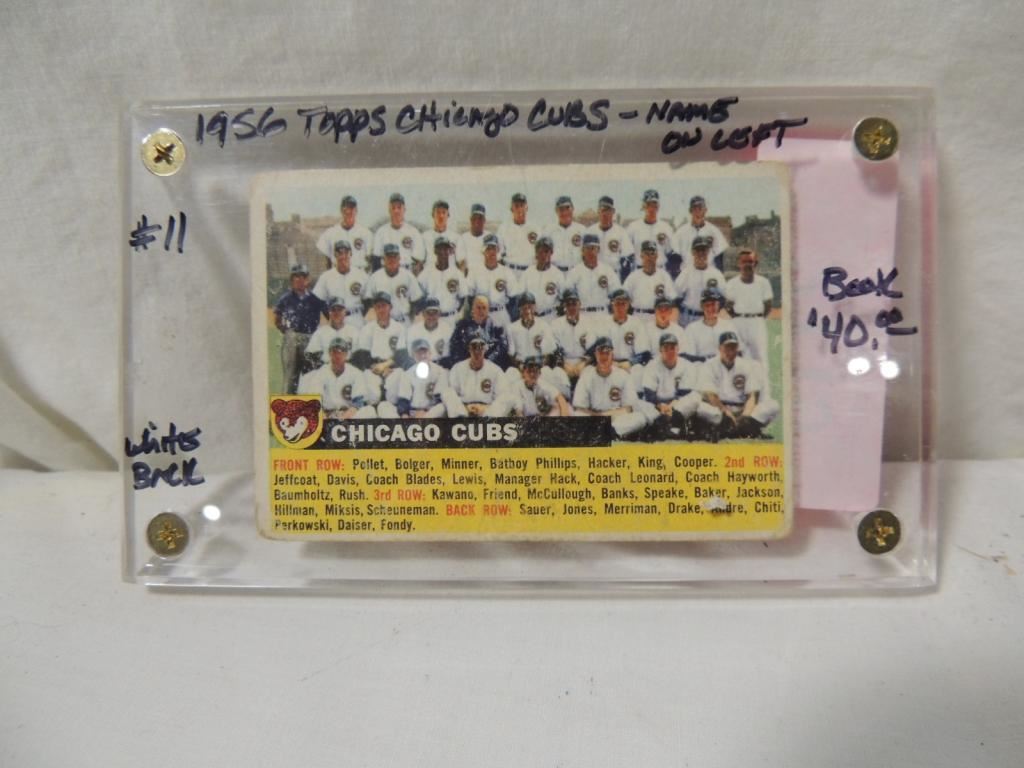 1956 TOPPS CHICAGO CUBS - NAME
ON LEFT
#11
BOOK
$40.00
WHITE
BACK
CHICAGO CUBS
FRONT ROW: Pollet, Bolger, Minner, Batboy Phillips, Hacker, King, Cooper. 2nd ROW:
Jeffcoat, Davis, Coach Blades, Lewis, Manager Hack, Coach Leonard, Coach Hayworth,
Baumholtz, Rush. 3rd ROW: Kawano, Friend, McCullough, Banks, Speake, Baker, Jackson,
Hillman, Miksis, Scheuneman. BACK ROW: Sauer, Jones, Merriman, Drake, Andre, Chiti,
Perkowski, Daiser, Fondy.